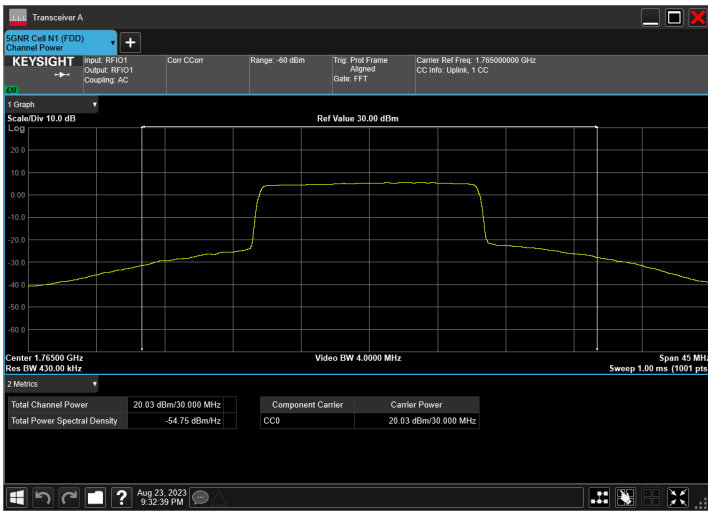 Transceiver A
5GNR Cell N1 (FDD)
Channel Power
KEYSIGHT
Input: RFIO1
Output: RFIO1
Coupling: AC
Corr CCorr
Range: -60 dBm
Trig: Prot Frame
Aligned
Gate: FFT
Carrier Ref Freq: 1.765000000 GHz
CC Info: Uplink, 1 CC
1 Graph
Scale/Div 10.0 dB
Ref Value 30.00 dBm
Log
20.0
10.0
0.00
-10.0
-20.0
-30.0
-40.0
-50.0
-60.0
Center 1.76500 GHz
Video BW 4.0000 MHz
Span 45 MHz
Res BW 430.00 kHz
Sweep 1.00 ms (1001 pts
2 Metrics
Total Channel Power 20.03 dBm/30.000 MHz
Total Power Spectral Density -54.75 dBm/Hz
Component Carrier Carrier Power
CC0 20.03 dBm/30.000 MHz
?
Aug 23, 2023
9:32:39 PM